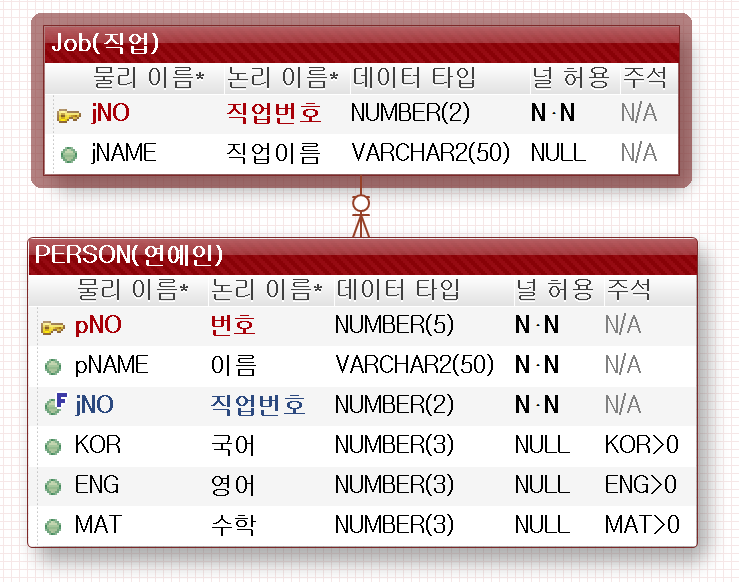 Job(직업)
물리 이름* 논리 이름* 데이터 타입 널 허용 주석
jNO 직업번호 NUMBER(2) N·N N/A
jNAME 직업이름 VARCHAR2(50) NULL N/A
PERSON(연예인)
물리 이름* 논리 이름* 데이터 타입 널 허용 주석
pNO 번호 NUMBER(5) N·N N/A
pNAME 이름 VARCHAR2(50) N·N N/A
F jNO 직업번호 NUMBER(2) N·N N/A
KOR 국어 NUMBER(3) NULL KOR>0
ENG 영어 NUMBER(3) NULL ENG>0
MAT 수학 NUMBER(3) NULL MAT>0